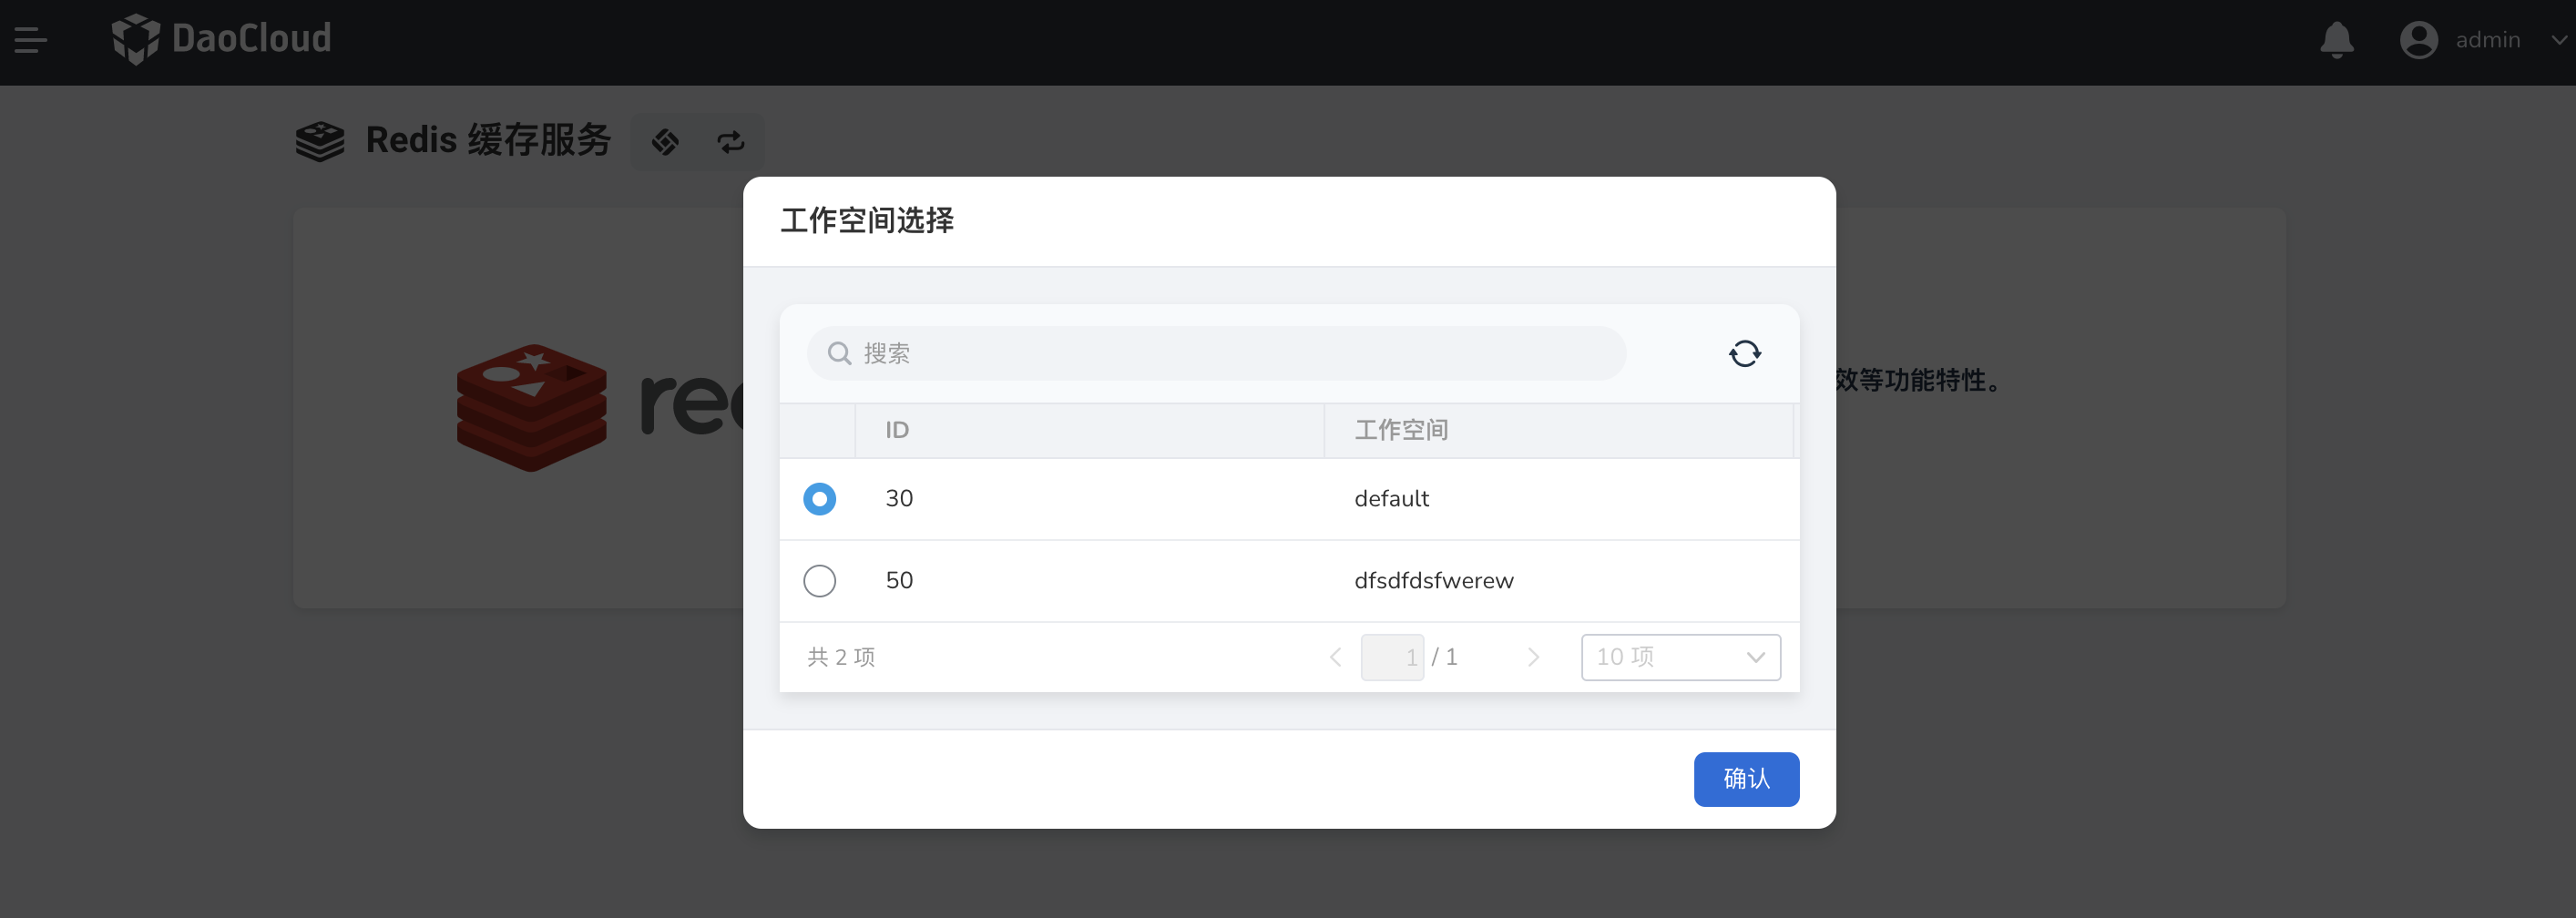 DaoCloud
admin
Redis 缓存服务
工作空间选择
搜索
效等功能特性。
ID 工作空间
30 default
50 dfsdfdsfwerew
共 2 项 1 / 1 10 项
确认